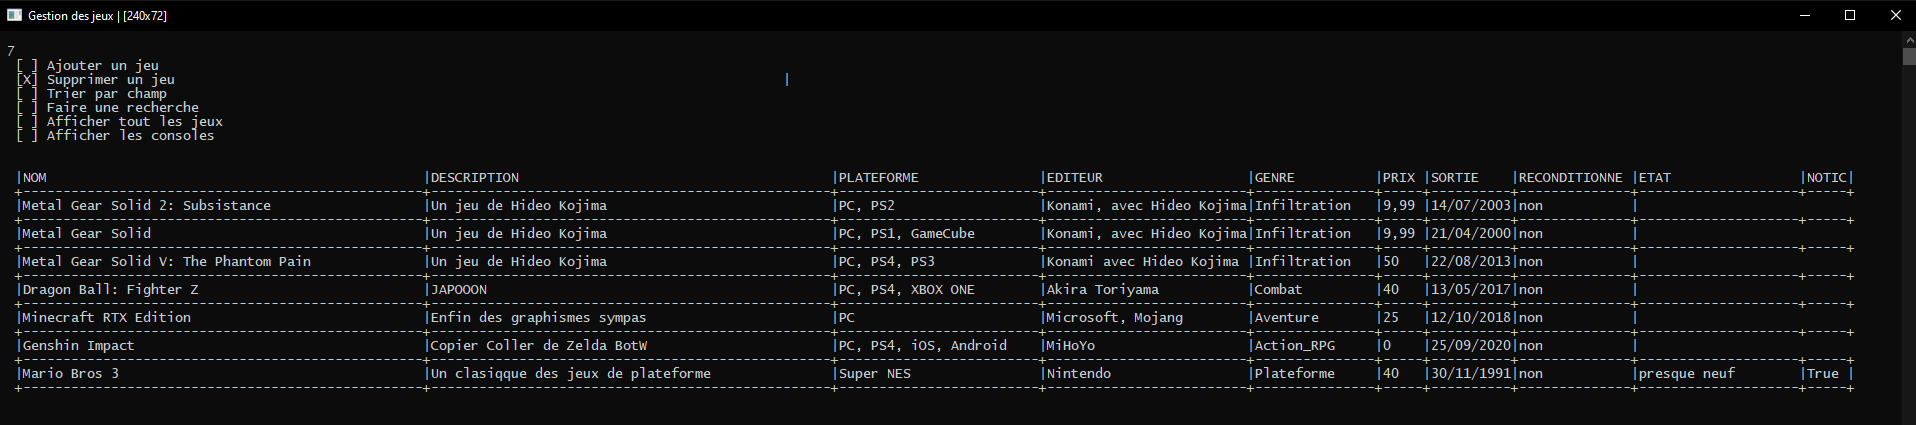 Gestion des jeux | [240x72]
7
[ ] Ajouter un jeu
[X] Supprimer un jeu |
[ ] Trier par champ
[ ] Faire une recherche
[ ] Afficher tout les jeux
[ ] Afficher les consoles
|NOM |DESCRIPTION |PLATEFORME |EDITEUR |GENRE |PRIX |SORTIE |RECONDITIONNE |ETAT |NOTIC|
|Metal Gear Solid 2: Subsistance |Un jeu de Hideo Kojima |PC, PS2 |Konami, avec Hideo Kojima|Infiltration |9,99 |14/07/2003|non |
|Metal Gear Solid |Un jeu de Hideo Kojima |PC, PS1, GameCube |Konami, avec Hideo Kojima|Infiltration |9,99 |21/04/2000|non |
|Metal Gear Solid V: The Phantom Pain |Un jeu de Hideo Kojima |PC, PS4, PS3 |Konami avec Hideo Kojima |Infiltration |50 |22/08/2013|non |
|Dragon Ball: Fighter Z |JAPOOON |PC, PS4, XBOX ONE |Akira Toriyama |Combat |40 |13/05/2017|non |
|Minecraft RTX Edition |Enfin des graphismes sympas |PC |Microsoft, Mojang |Aventure |25 |12/10/2018|non |
|Genshin Impact |Copier Coller de Zelda BotW |PC, PS4, iOS, Android |MiHoYo |Action_RPG |0 |25/09/2020|non |
|Mario Bros 3 |Un clasiqque des jeux de plateforme |Super NES |Nintendo |Plateforme |40 |30/11/1991|non |presque neuf |True |